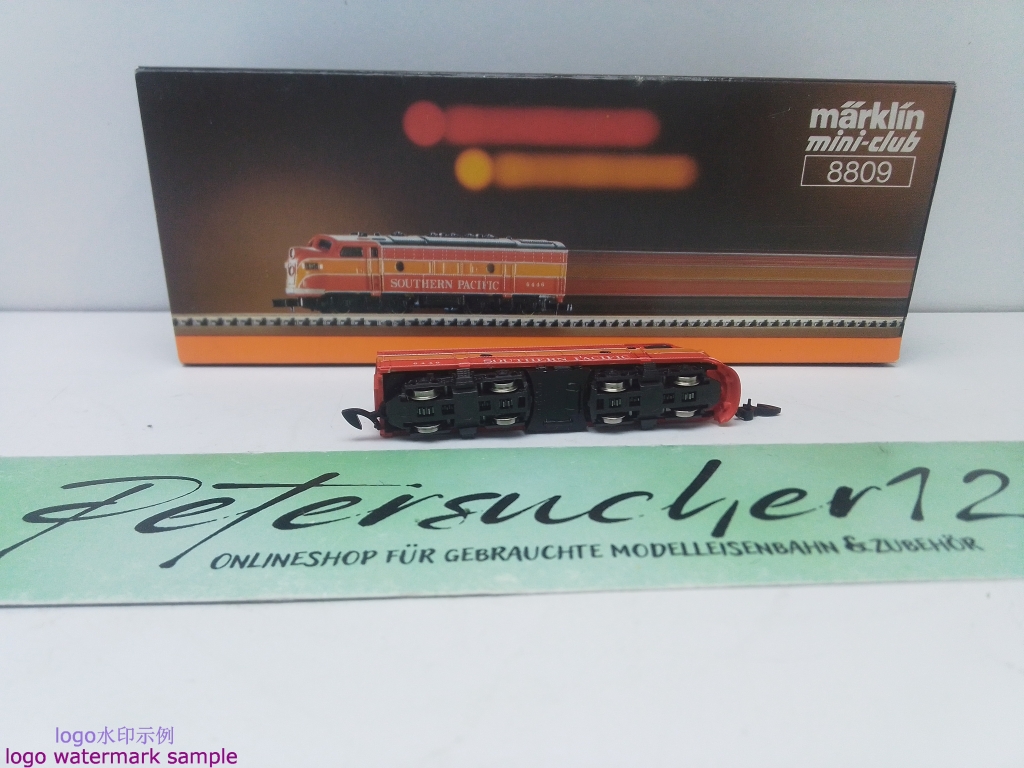 märklin
mini-club
8809
SOUTHERN PACIFIC 6446
SOUTHERN PACIFIC
Petersucher12
ONLINESHOP FÜR GEBRAUCHTE MODELLEISENBAHN & ZUBEHÖR
logo水印示例
logo watermark sample